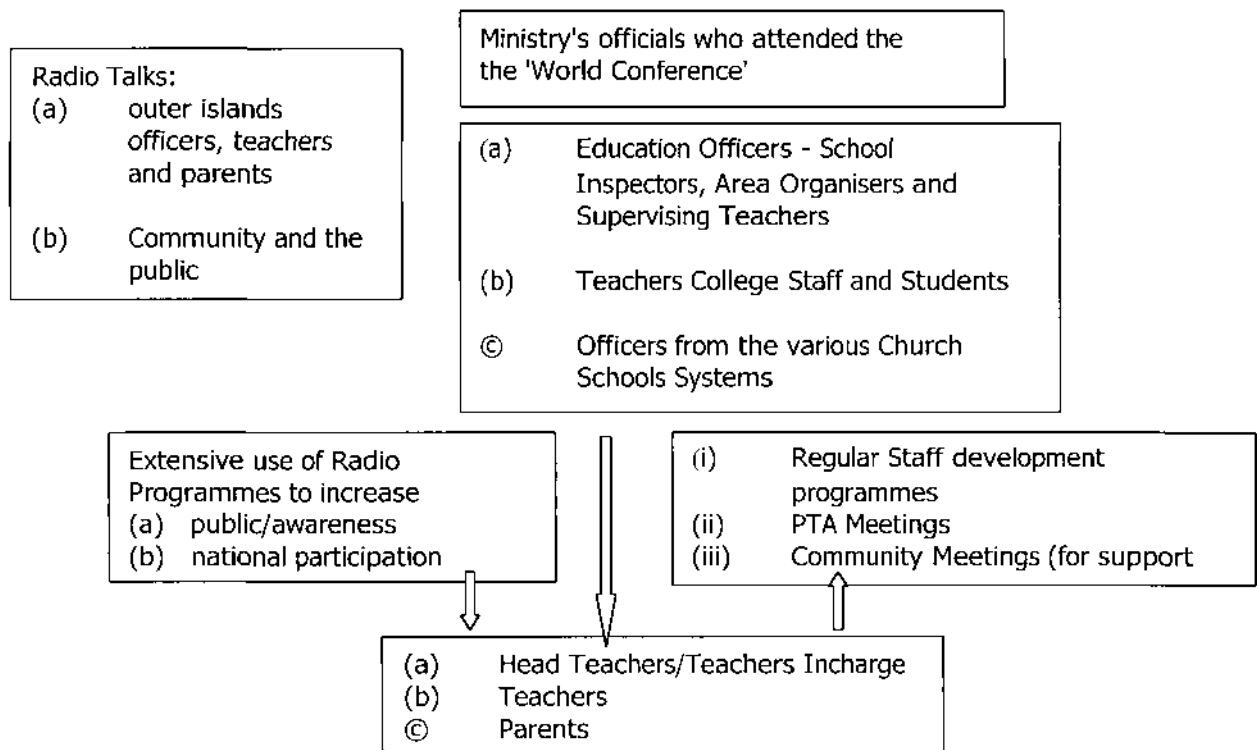 Ministry's officials who attended the
the 'World Conference'
Radio Talks:
(a) outer islands
officers, teachers
and parents
(b) Community and the
public
(a) Education Officers - School
Inspectors, Area Organisers and
Supervising Teachers
(b) Teachers College Staff and Students
© Officers from the various Church
Schools Systems
Extensive use of Radio
Programmes to increase
(a) public/awareness
(b) national participation
(i) Regular Staff development
programmes
(ii) PTA Meetings
(iii) Community Meetings (for support
(a) Head Teachers/Teachers Incharge
(b) Teachers
© Parents